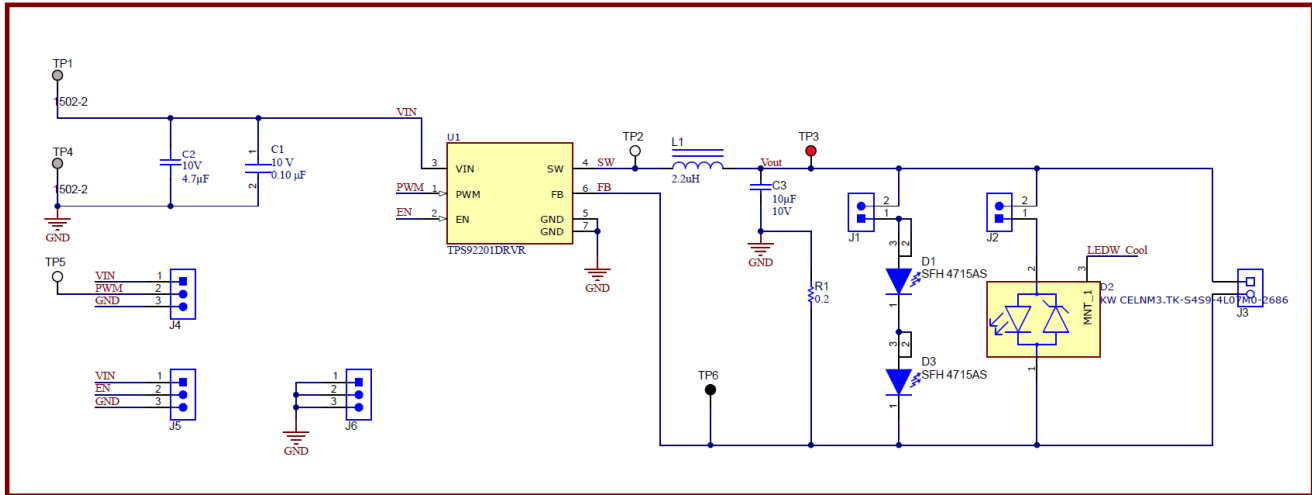 TP1
1502-2
TP4
1502-2
GND
C2
10V
4.7µF
1
2
C1
10 V
0.10 µF
VIN
PWM
EN
U1
3 VIN
1 PWM
2 EN
SW 4
FB 6
GND 5
GND 7
TPS92201DRVR
SW
FB
GND
TP2
L1
2.2uH
Vout
TP3
C3
10µF
10V
GND
R1
0.2
2
1
J1
3 2
D1
SFH 4715AS
1
3 2
D3
SFH 4715AS
1
2
1
J2
LEDW_Cool
2
3
MNT_1
D2
KW CELNM3.TK-S4S9-4L07M0-2686
1
J3
TP5
VIN 1
PWM 2
GND 3
J4
VIN 1
EN 2
GND 3
J5
1
2
3
J6
GND
TP6